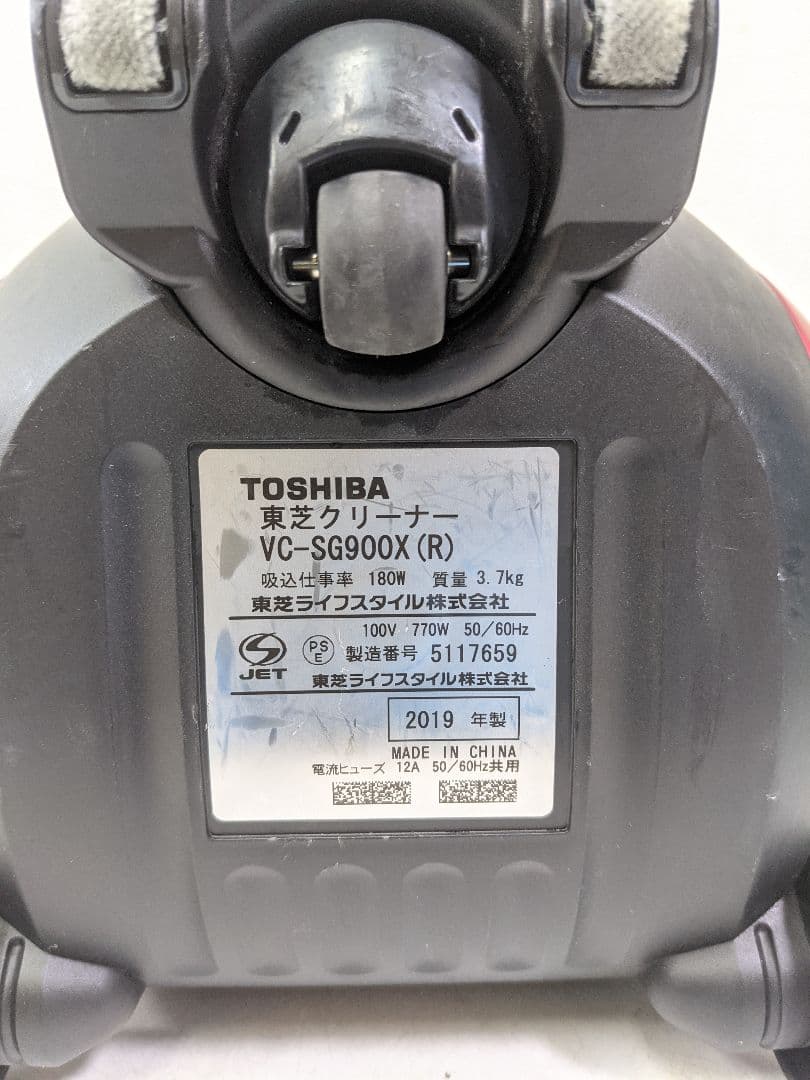 TOSHIBA
東芝クリーナー
VC-SG900X(R)
吸込仕事率 180W 質量 3.7kg
東芝ライフスタイル株式会社
100V 770W 50/60Hz
JET PSE 製造番号 5117659
東芝ライフスタイル株式会社
2019 年製
MADE IN CHINA
電流ヒューズ 12A 50/60Hz共用